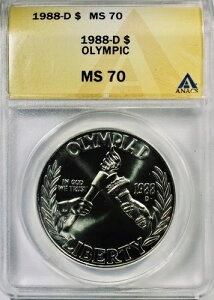 1988-D $ MS 70
1988-D $
OLYMPIC
MS 70
ANACS
OLYMPIAD
IN GOD
WE TRUST
1988
D
LIBERTY